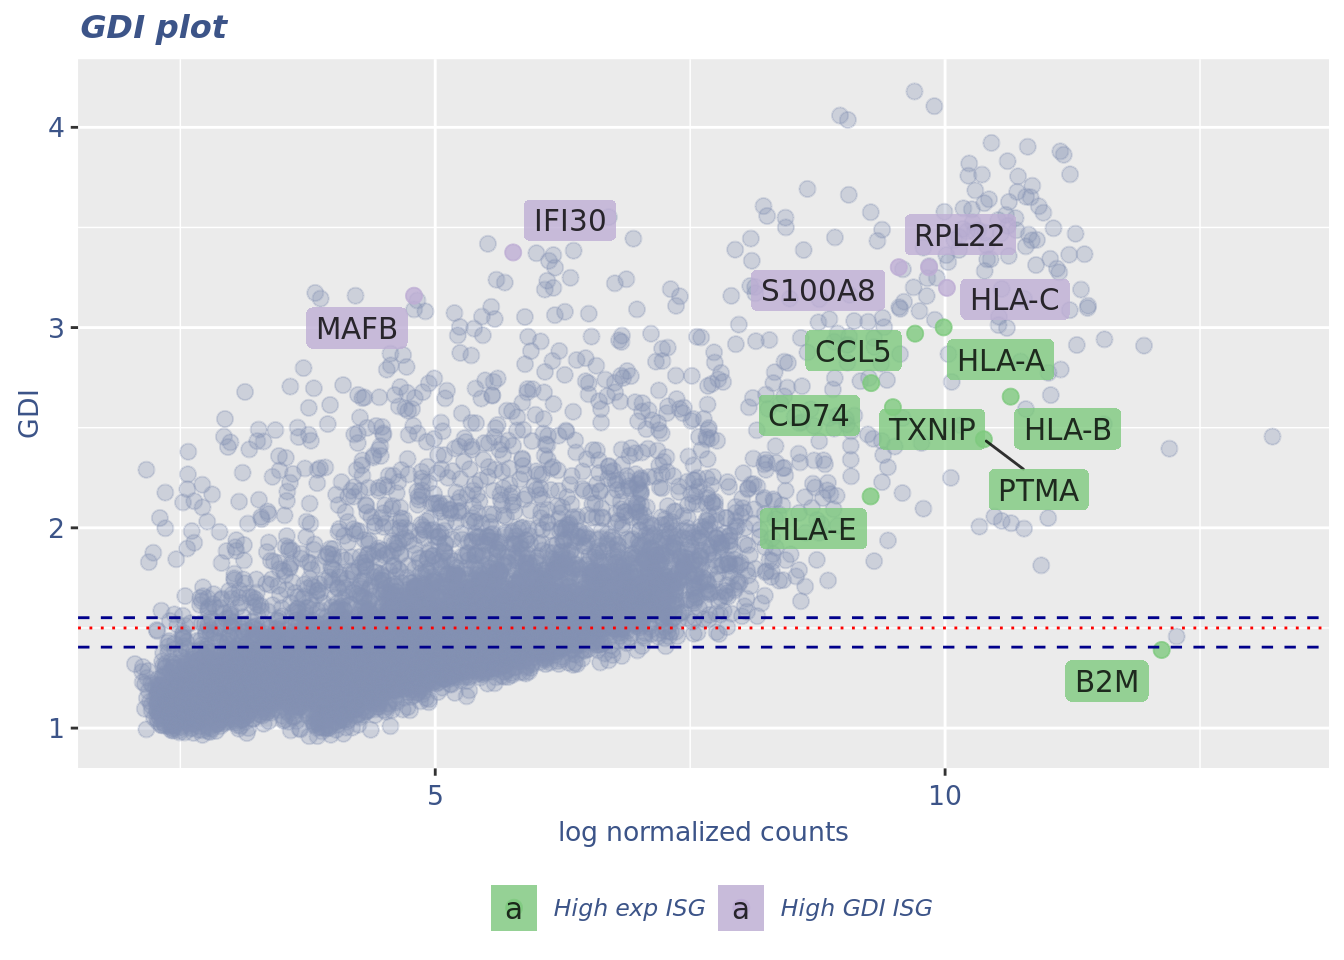 GDI plot
4
IFI30
RPL22
S100A8
HLA-C
MAFB
3
CCL5
HLA-A
GDI
CD74
TXNIP
HLA-B
PTMA
2
HLA-E
B2M
1
5
10
log normalized counts
a High exp ISG a High GDI ISG